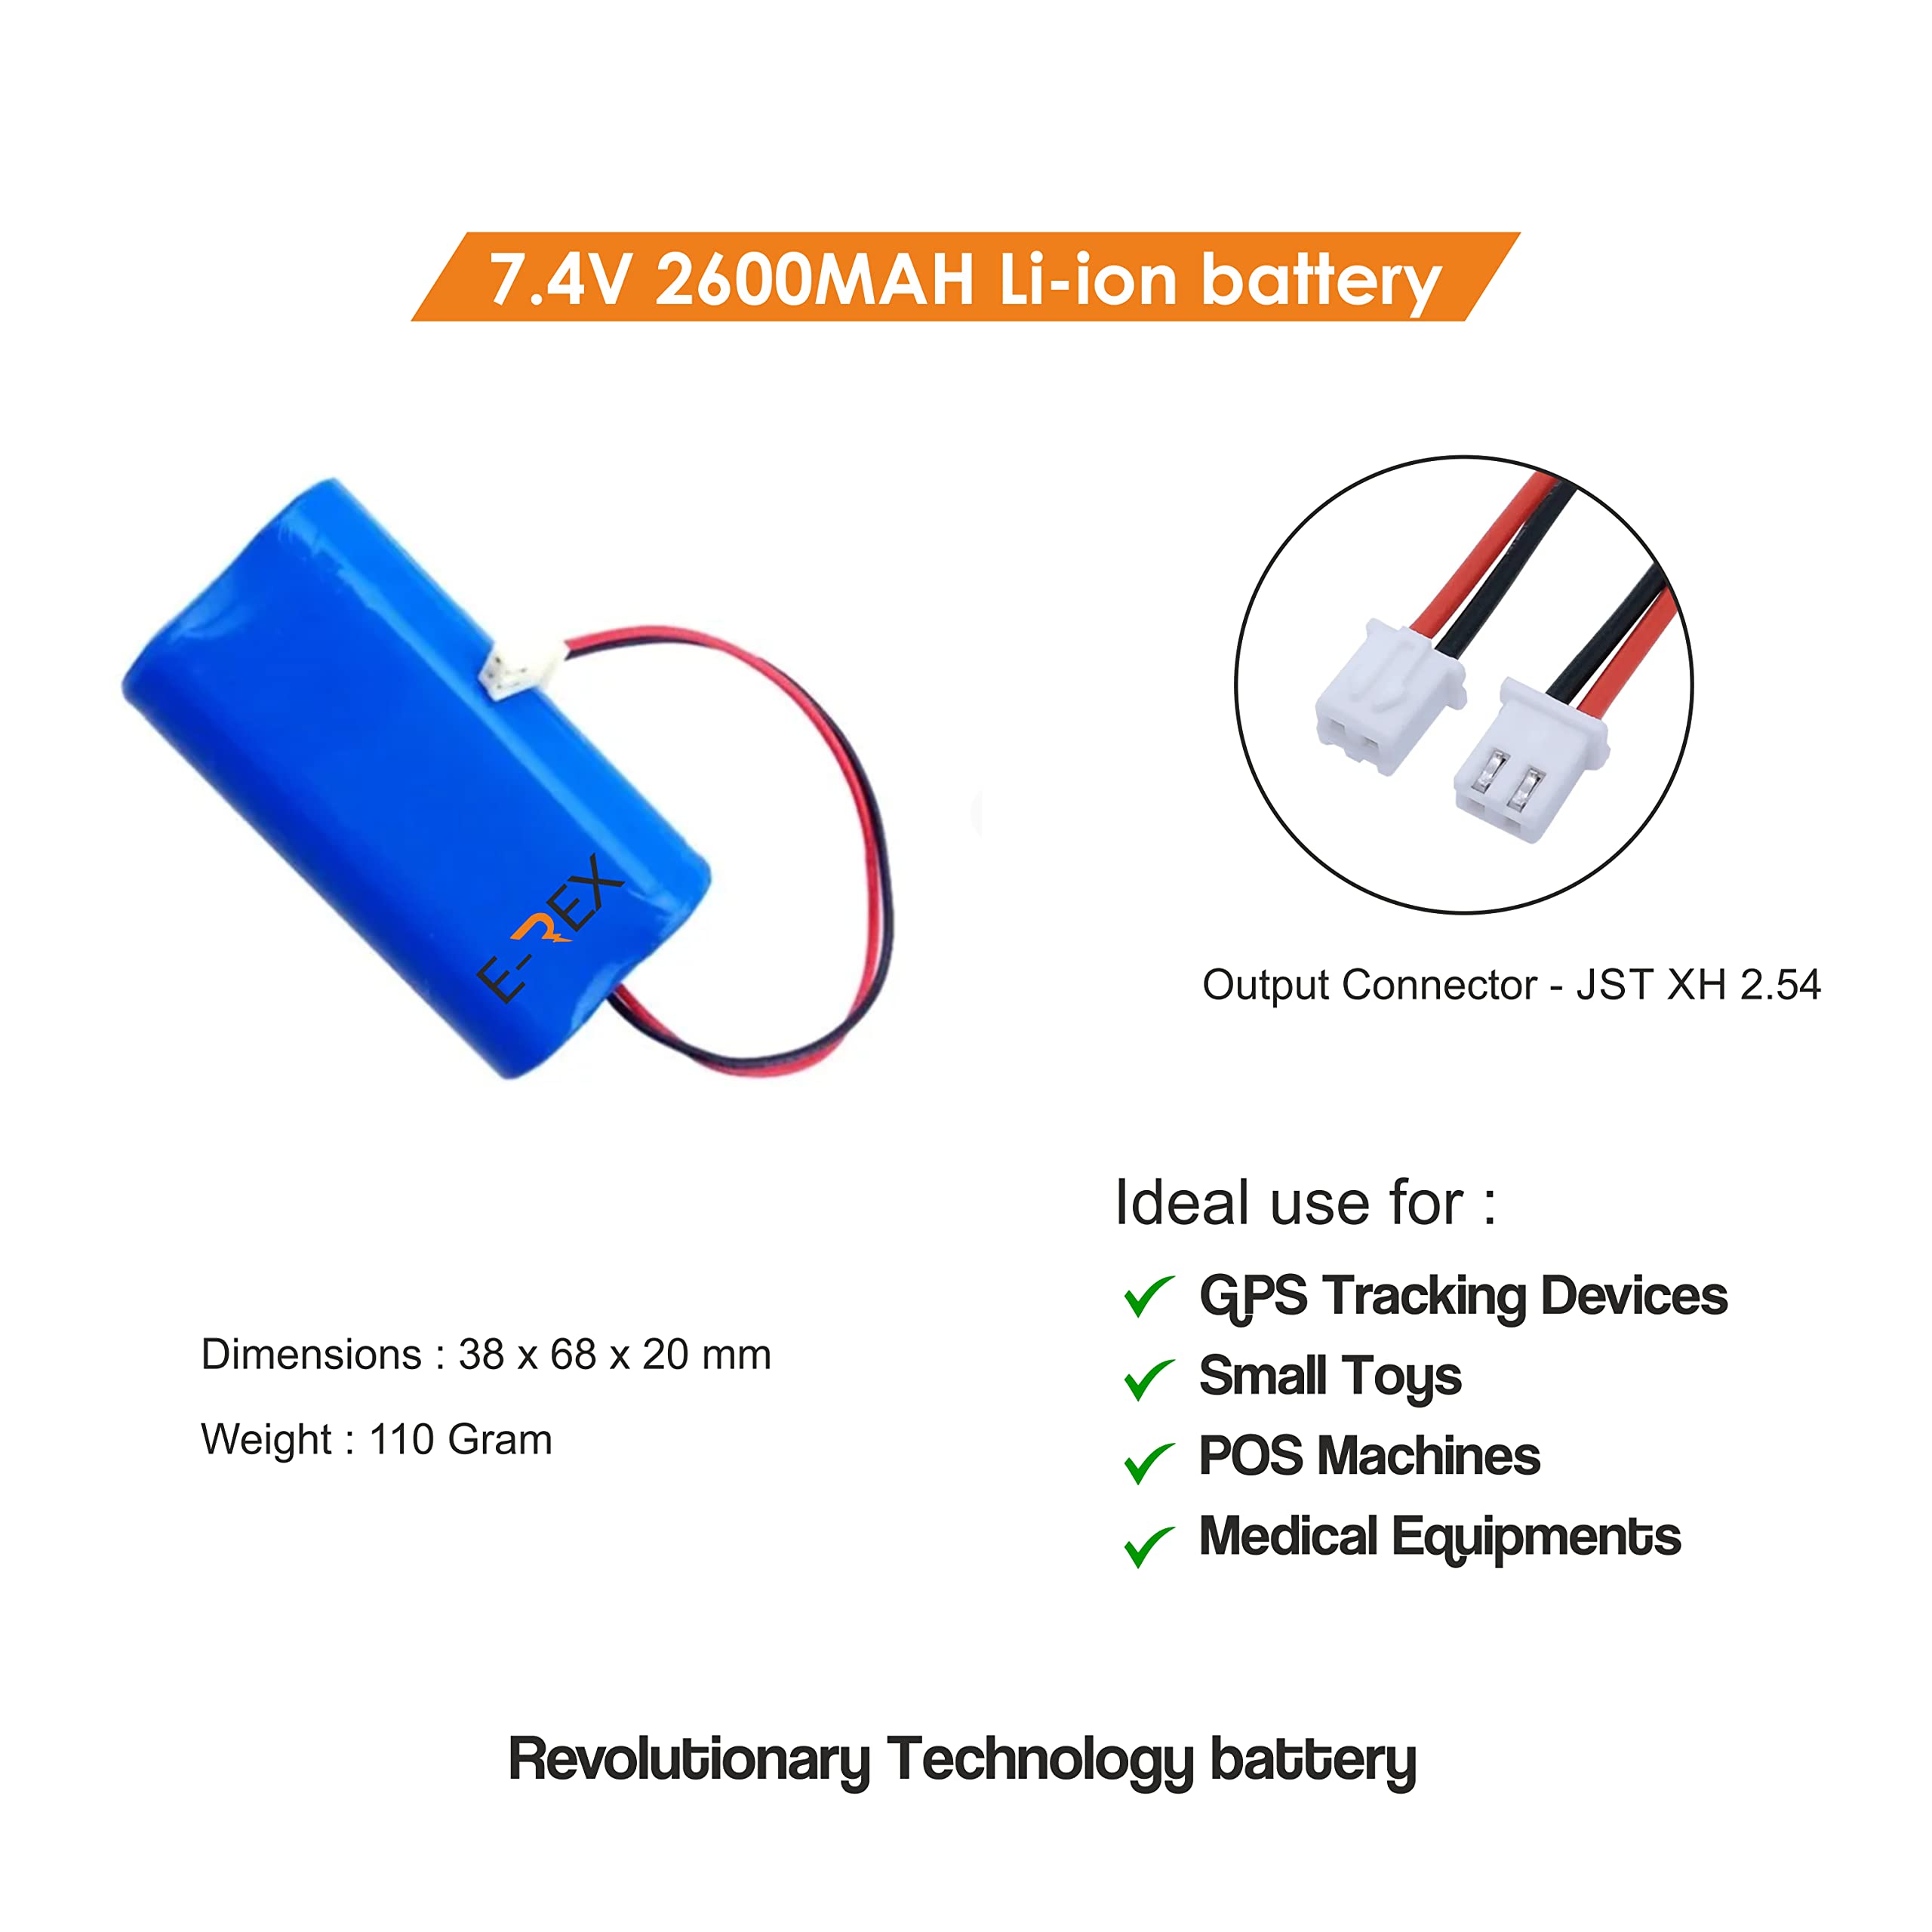 7.4V 2600MAH Li-ion battery
E-REX
Output Connector - JST XH 2.54
Ideal use for :
GPS Tracking Devices
Small Toys
POS Machines
Medical Equipments
Dimensions : 38 x 68 x 20 mm
Weight : 110 Gram
Revolutionary Technology battery